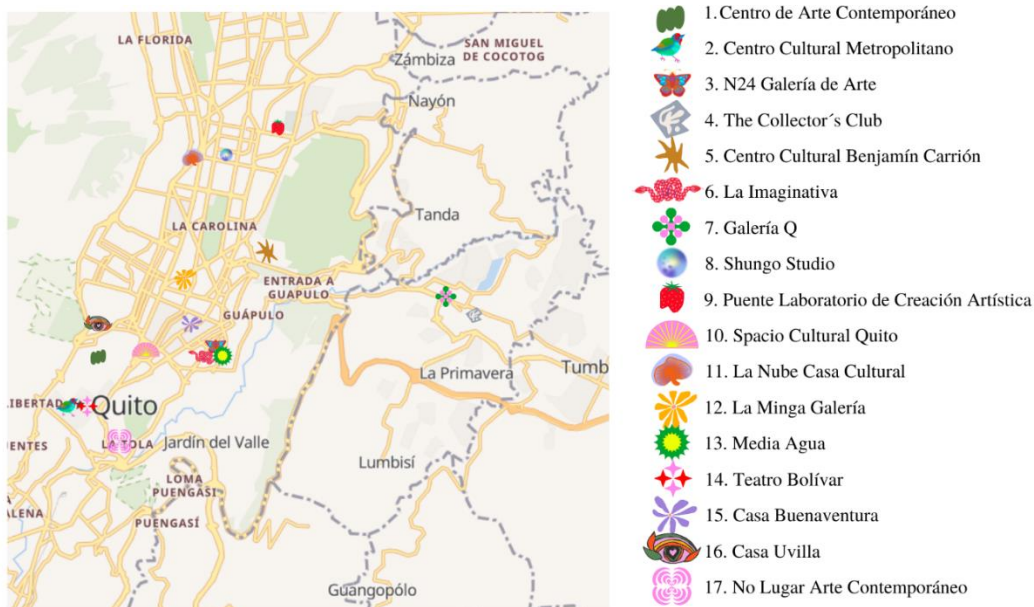 LA FLORIDA
SAN MIGUEL
DE COCOTOG
Zámbiza
Nayón
Tanda
LA CAROLINA
ENTRADA A
GUAPULO
GUÁPULO
La Primavera
Tumb
LIBERTAD
Quito
UENTES
LA TOLA
Jardín del Valle
Lumbisí
LOMA
PUENGASI
A
ALENA
PUENGASÍ
Guangopólo
1. Centro de Arte Contemporáneo
2. Centro Cultural Metropolitano
3. N24 Galería de Arte
4. The Collector´s Club
5. Centro Cultural Benjamín Carrión
6. La Imaginativa
7. Galería Q
8. Shungo Studio
9. Puente Laboratorio de Creación Artística
10. Spacio Cultural Quito
11. La Nube Casa Cultural
12. La Minga Galería
13. Media Agua
14. Teatro Bolívar
15. Casa Buenaventura
16. Casa Uvilla
17. No Lugar Arte Contemporáneo